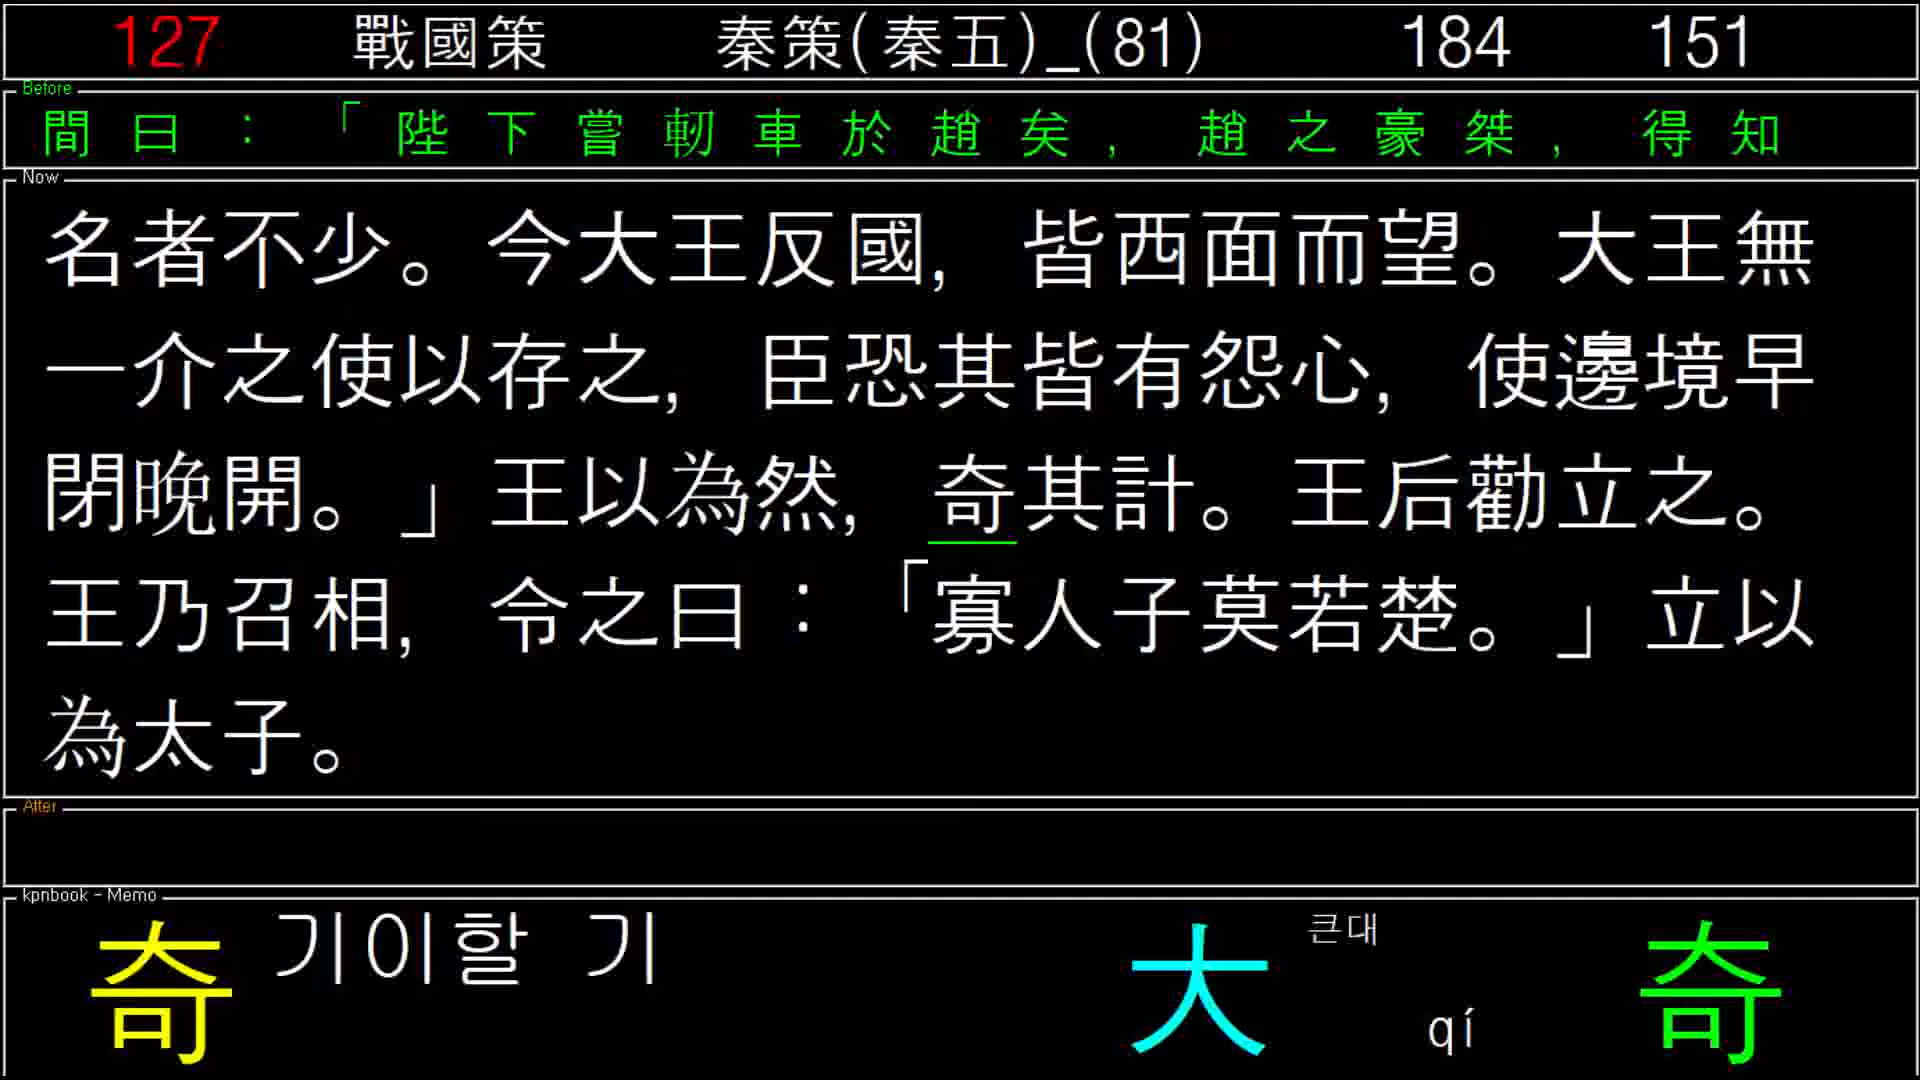 127 戰國策 秦策(秦五)_(81) 184 151
Before
間曰：「陛下嘗軔車於趙矣, 趙之豪桀, 得知
Now
名者不少。今大王反國, 皆西面而望。大王無
一介之使以存之, 臣恐其皆有怨心, 使邊境早
閉晚開。」王以為然, 奇其計。王后勸立之。
王乃召相, 令之曰：「寡人子莫若楚。」立以
為太子。
After
kpnbook - Memo
奇 기이할 기 大 큰대 qí 奇